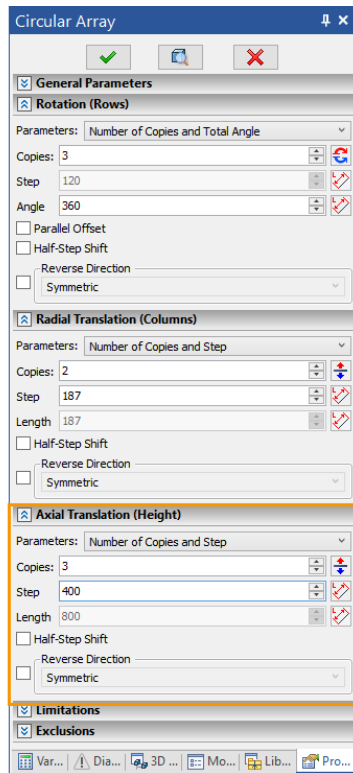 Circular Array
General Parameters
Rotation (Rows)
Parameters: Number of Copies and Total Angle
Copies: 3
Step 120
Angle 360
Parallel Offset
Half-Step Shift
Reverse Direction
Symmetric
Radial Translation (Columns)
Parameters: Number of Copies and Step
Copies: 2
Step 187
Length 187
Half-Step Shift
Reverse Direction
Symmetric
Axial Translation (Height)
Parameters: Number of Copies and Step
Copies: 3
Step 400
Length 800
Half-Step Shift
Reverse Direction
Symmetric
Limitations
Exclusions
Var... Dia... 3D ... Mo... Lib... Pro...